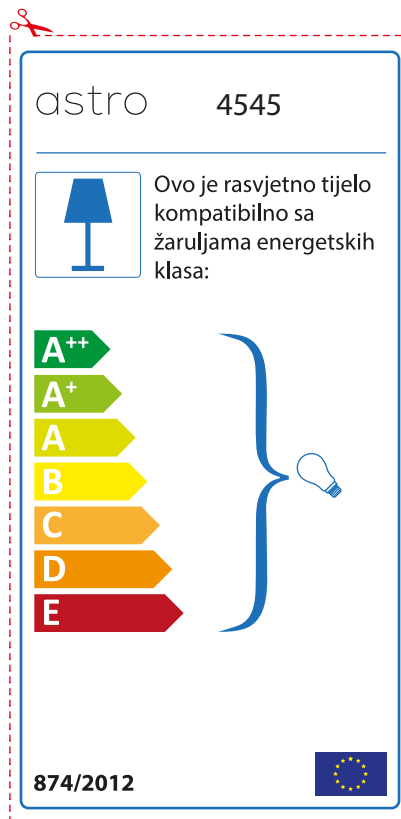 astro 4545
Ovo je rasvjetno tijelo
kompatibilno sa
žaruljama energetskih
klasa:
A++
A+
A
B
C
D
E
874/2012